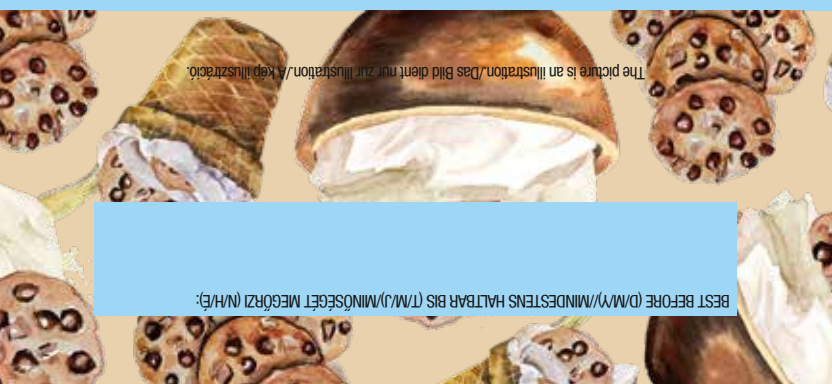 BEST BEFORE (D/M/Y)//MINDESTENS HALTBAR BIS (T/M/J)/MINŐSÉGÉT MEGŐRZI (N/H/É):
The picture is an illustration./Das Bild dient nur zur Illustration./A kép illusztráció.